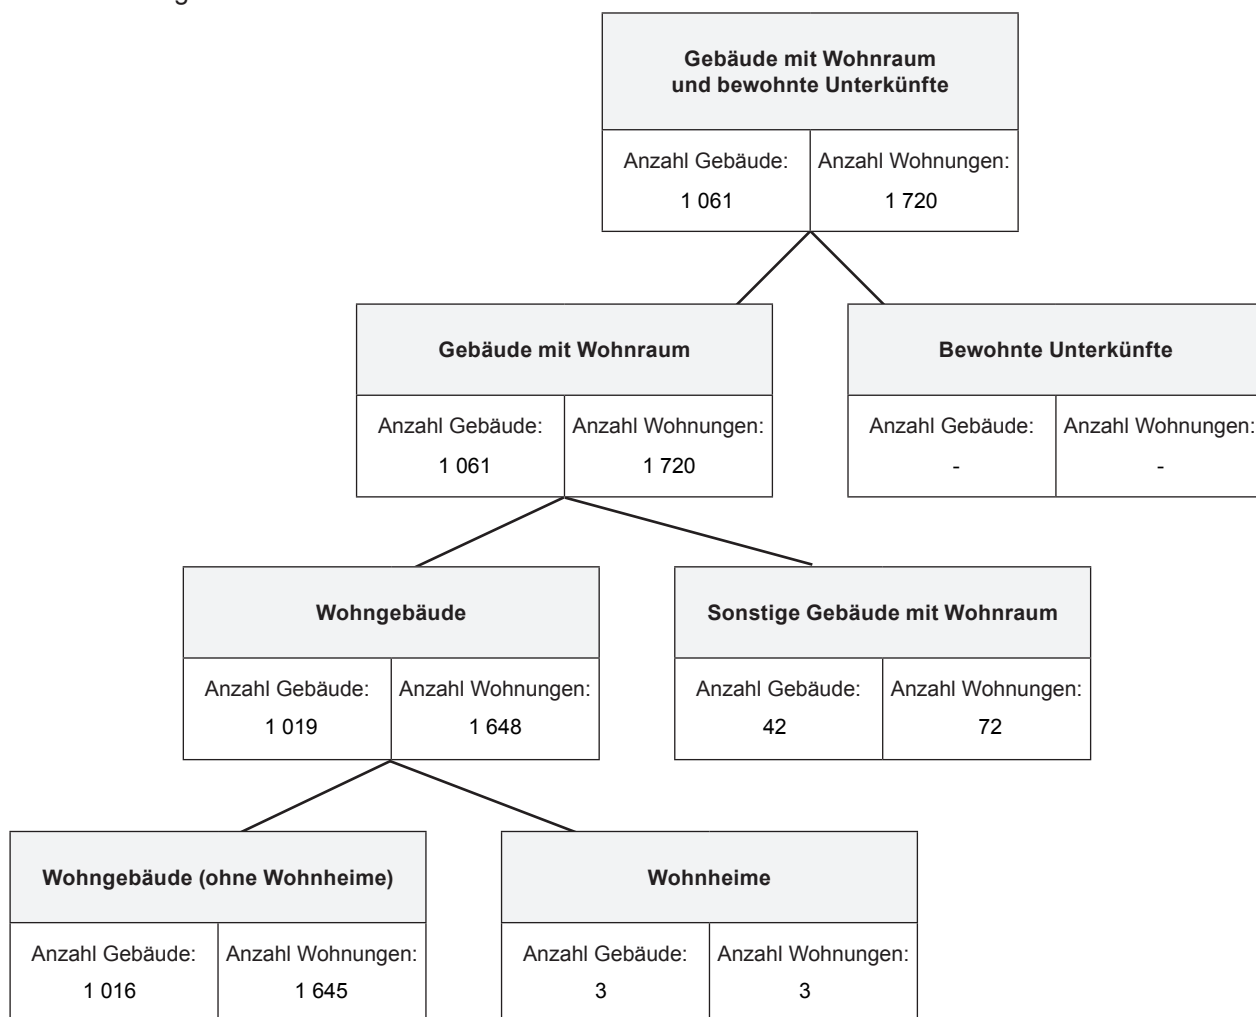 Gebäude mit Wohnraum
und bewohnte Unterkünfte
Anzahl Gebäude: Anzahl Wohnungen:
1 061 1 720
Gebäude mit Wohnraum
Anzahl Gebäude: Anzahl Wohnungen:
1 061 1 720
Bewohnte Unterkünfte
Anzahl Gebäude: Anzahl Wohnungen:
- -
Wohngebäude
Anzahl Gebäude: Anzahl Wohnungen:
1 019 1 648
Sonstige Gebäude mit Wohnraum
Anzahl Gebäude: Anzahl Wohnungen:
42 72
Wohngebäude (ohne Wohnheime)
Anzahl Gebäude: Anzahl Wohnungen:
1 016 1 645
Wohnheime
Anzahl Gebäude: Anzahl Wohnungen:
3 3